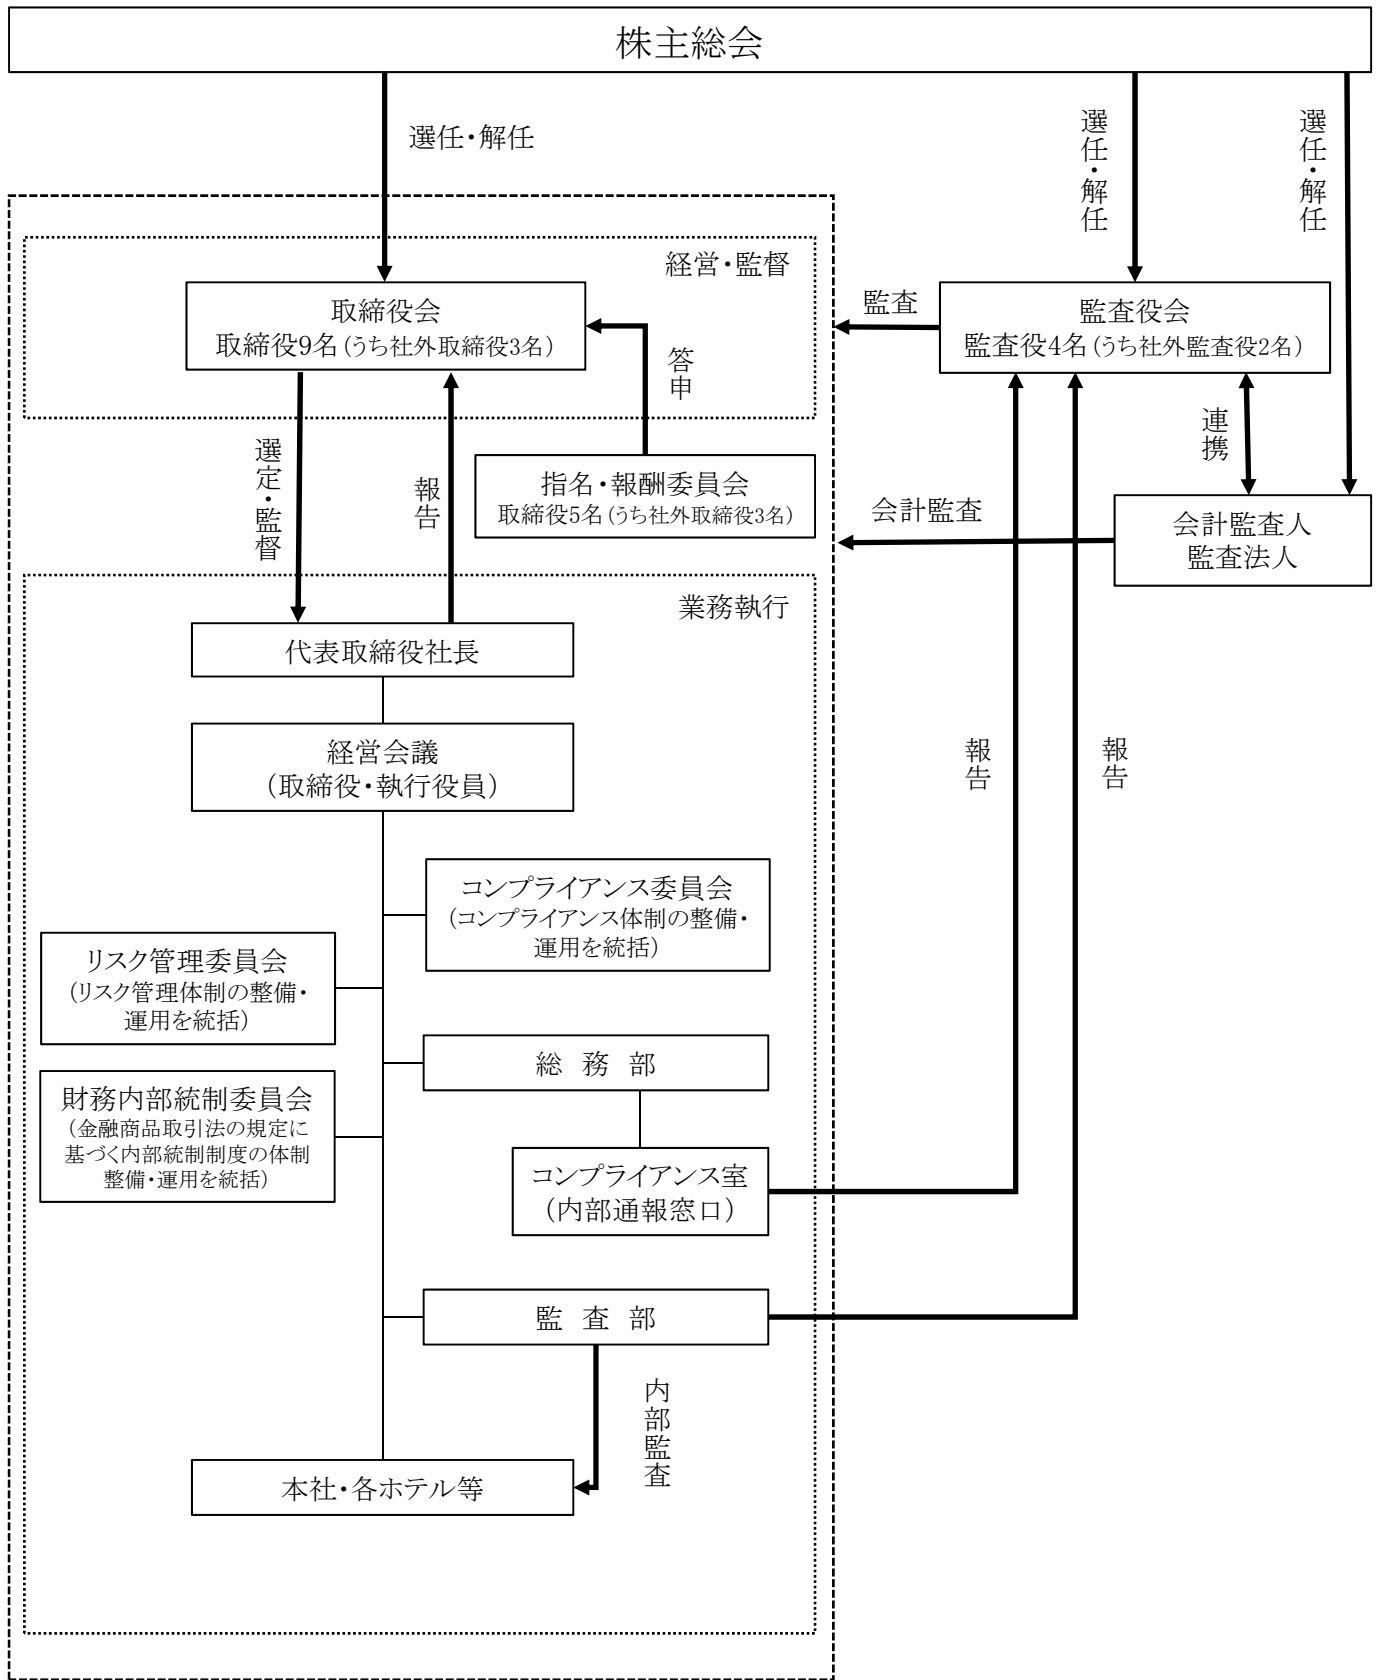 株主総会
選任・解任
選任・解任
選任・解任
経営・監督
取締役会
取締役9名(うち社外取締役3名)
監査
監査役会
監査役4名(うち社外監査役2名)
答申
連携
選定・監督
報告
指名・報酬委員会
取締役5名(うち社外取締役3名)
会計監査
会計監査人
監査法人
業務執行
代表取締役社長
経営会議
(取締役・執行役員)
報告
報告
コンプライアンス委員会
(コンプライアンス体制の整備・
運用を統括)
リスク管理委員会
(リスク管理体制の整備・
運用を統括)
総 務 部
財務内部統制委員会
(金融商品取引法の規定に
基づく内部統制制度の体制
整備・運用を統括)
コンプライアンス室
(内部通報窓口)
監 査 部
内部監査
本社・各ホテル等